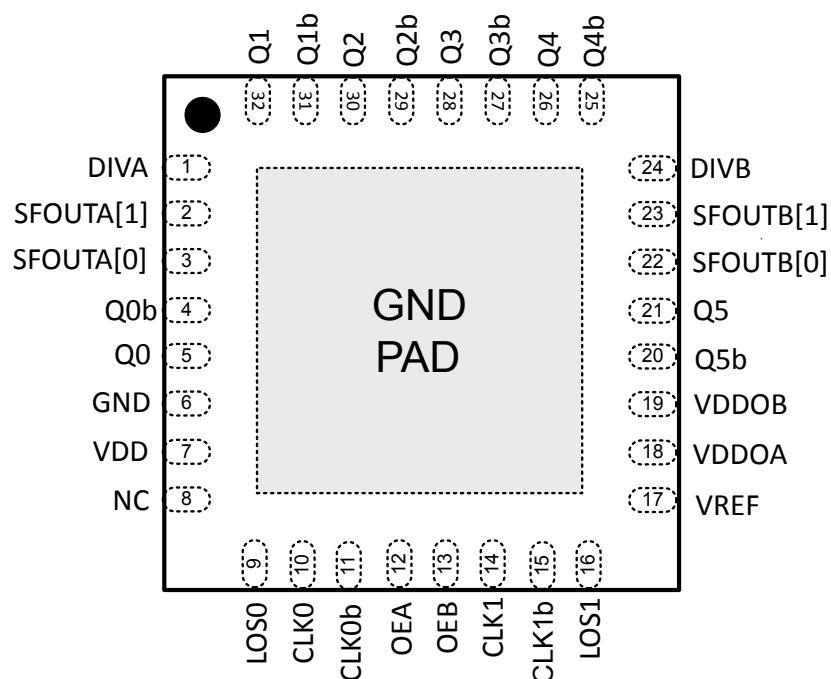 Q1
Q1b
Q2
Q2b
Q3
Q3b
Q4
Q4b
32
31
30
29
28
27
26
25
DIVA 1
SFOUTA[1] 2
SFOUTA[0] 3
Q0b 4
Q0 5
GND 6
VDD 7
NC 8
GND
PAD
24 DIVB
23 SFOUTB[1]
22 SFOUTB[0]
21 Q5
20 Q5b
19 VDDOB
18 VDDOA
17 VREF
9
10
11
12
13
14
15
16
LOS0
CLK0
CLK0b
OEA
OEB
CLK1
CLK1b
LOS1